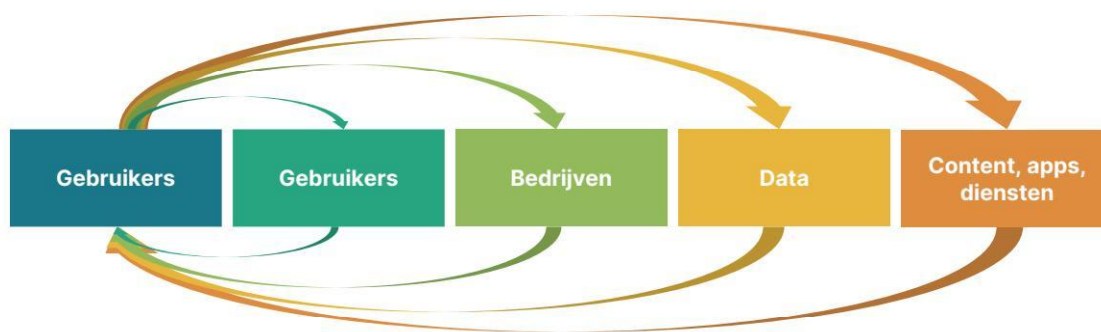 Gebruikers
Gebruikers
Bedrijven
Data
Content, apps,
diensten